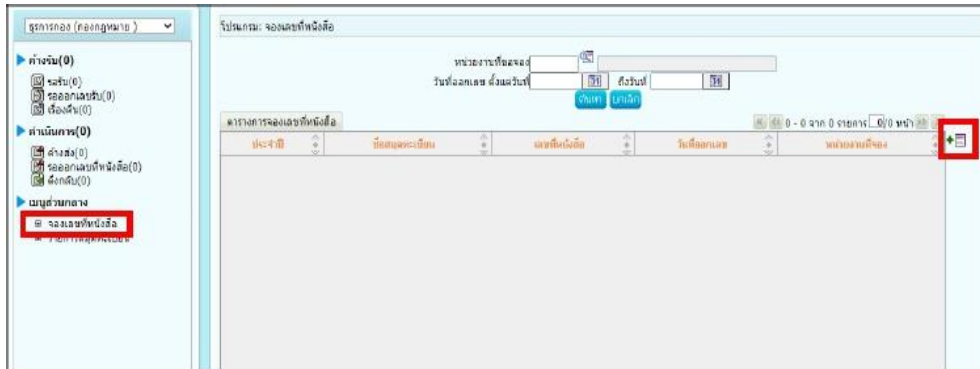 ธุรการกอง (กองกฎหมาย )
ค้างรับ(0)
รอรับ(0)
รอออกเลขรับ(0)
เรื่องคืน(0)
ดำเนินการ(0)
ค้างส่ง(0)
รอออกเลขที่หนังสือ(0)
ดึงกลับ(0)
เมนูส่วนกลาง
จองเลขที่หนังสือ
โปรแกรม: จองเลขที่หนังสือ
หน่วยงานที่ขอจอง
วันที่ออกเลข ตั้งแต่วันที่ ถึงวันที่
ค้นหา ยกเลิก
ตารางการจองเลขที่หนังสือ
0 - 0 จาก 0 รายการ 0/0 หน้า
ประจำปี ชื่อสมุดทะเบียน เลขที่หนังสือ วันที่ออกเลข หน่วยงานที่จอง